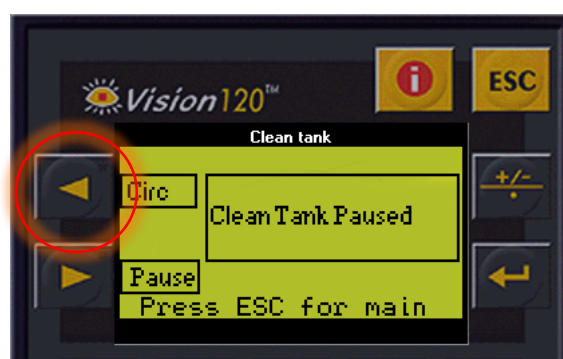 i
ESC
Vision120™
Clean tank
Circ
Clean Tank Paused
+/-
Pause
Press ESC for main